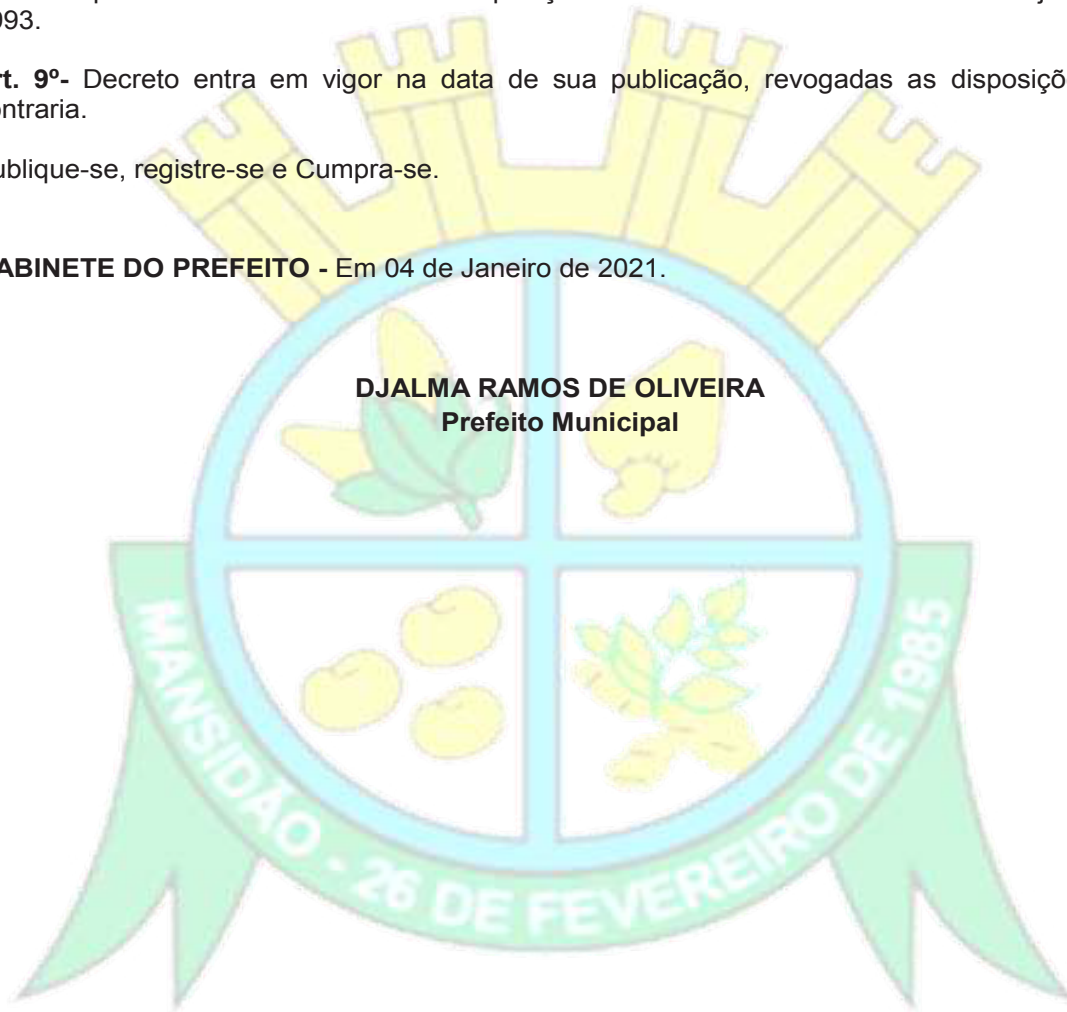 993.
rt. 9º- Decreto entra em vigor na data de sua publicação, revogadas as disposiçõ
ontraria.
ublique-se, registre-se e Cumpra-se.
ABINETE DO PREFEITO - Em 04 de Janeiro de 2021.
DJALMA RAMOS DE OLIVEIRA
Prefeito Municipal
MANSIDÃO - 26 DE FEVEREIRO DE 1985